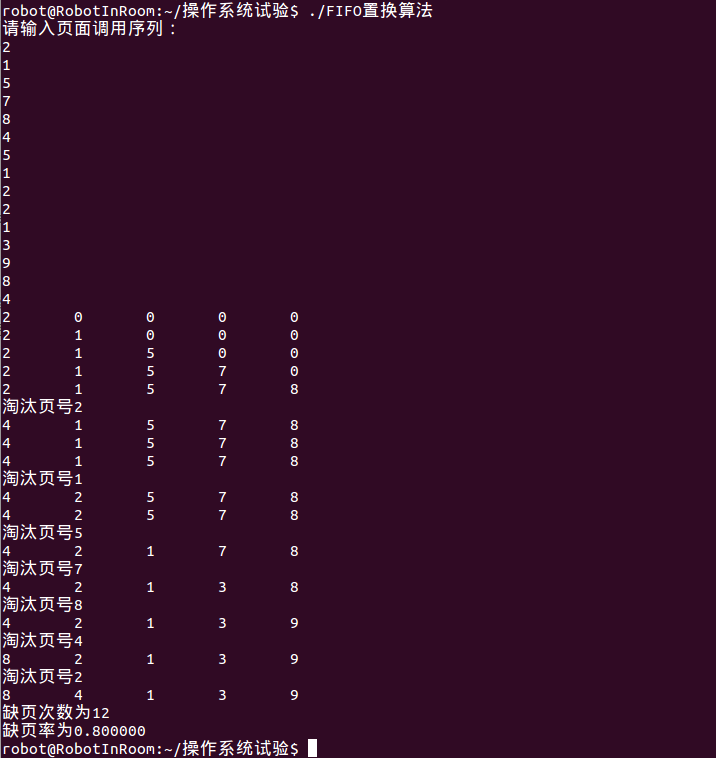 robot@RobotInRoom:~/操作系统试验$ ./FIFO置换算法
请输入页面调用序列：
2
1
5
7
8
4
5
1
2
2
1
3
9
8
4
2 0 0 0 0
2 1 0 0 0
2 1 5 0 0
2 1 5 7 0
2 1 5 7 8
淘汰页号2
4 1 5 7 8
4 1 5 7 8
4 1 5 7 8
淘汰页号1
4 2 5 7 8
4 2 5 7 8
淘汰页号5
4 2 1 7 8
淘汰页号7
4 2 1 3 8
淘汰页号8
4 2 1 3 9
淘汰页号4
8 2 1 3 9
淘汰页号2
8 4 1 3 9
缺页次数为12
缺页率为0.800000
robot@RobotInRoom:~/操作系统试验$